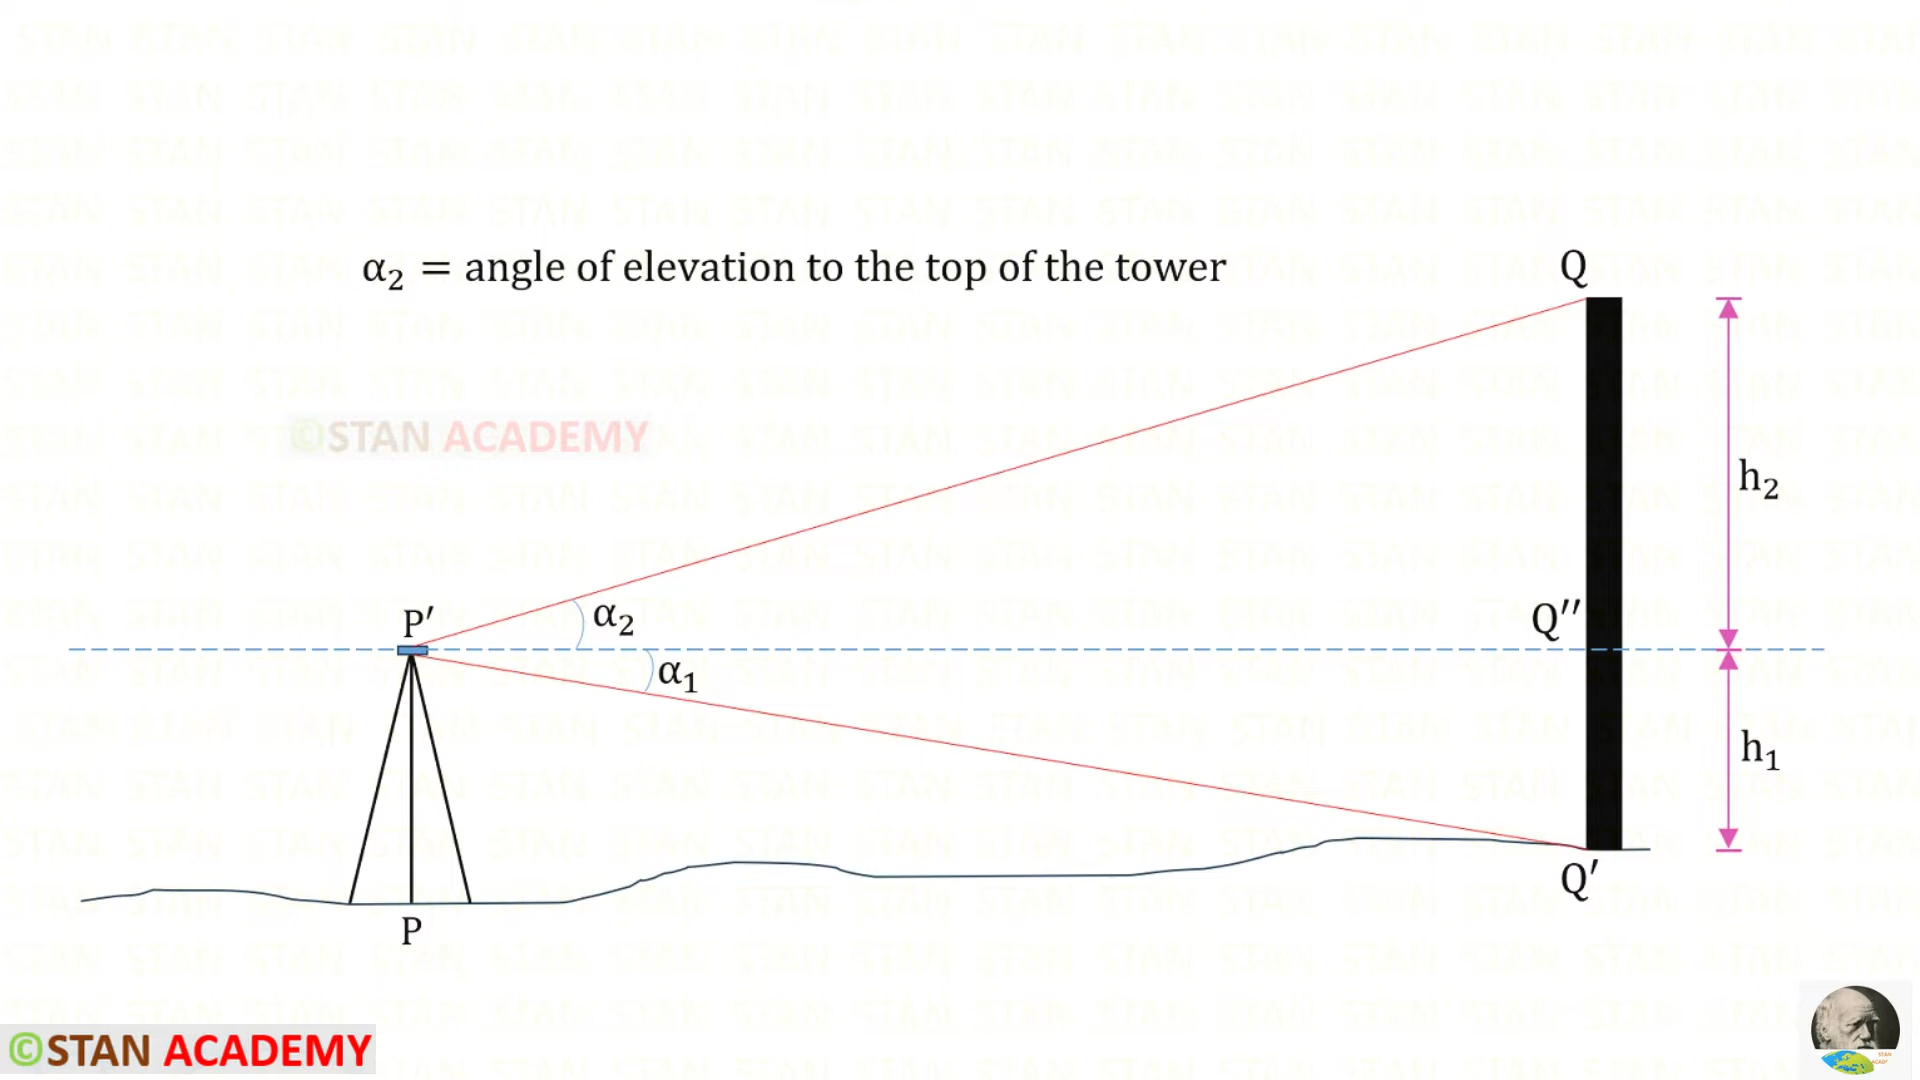 α₂ = angle of elevation to the top of the tower
Q
©STAN ACADEMY
h₂
P′
α₂
Q′′
α₁
h₁
Q′
P
©STAN ACADEMY